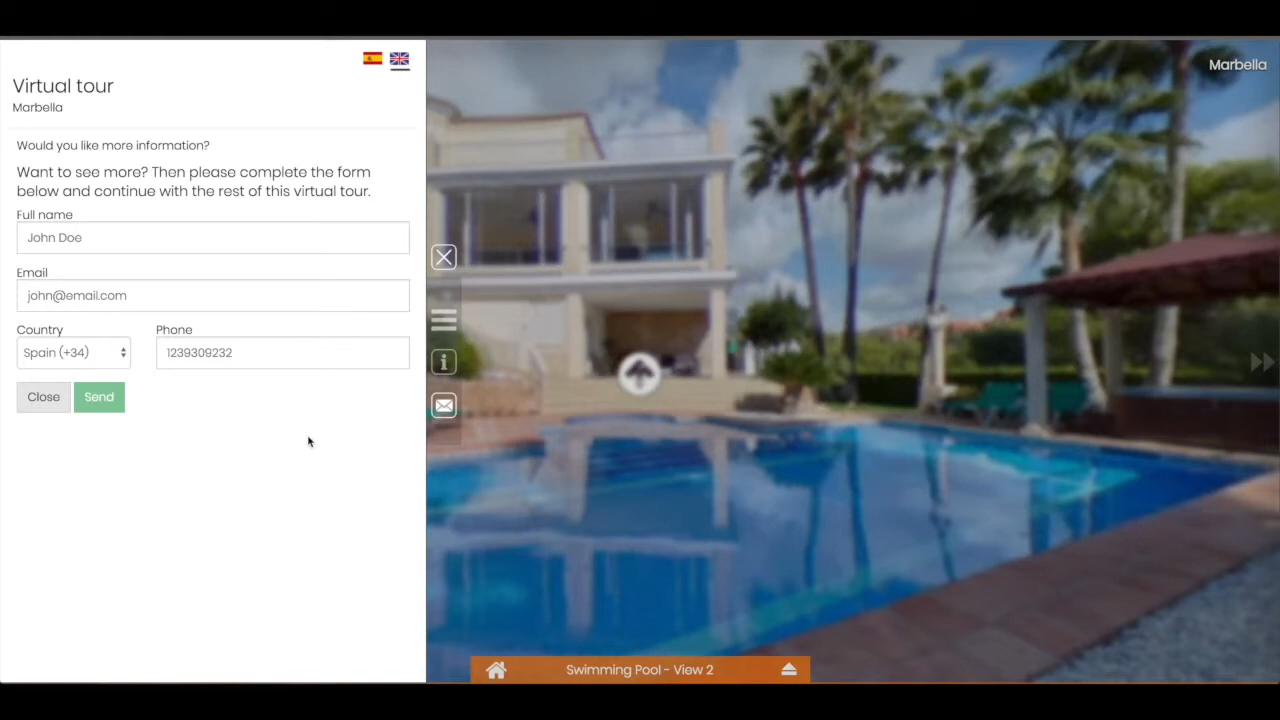 Virtual tour
Marbella
Would you like more information?
Want to see more? Then please complete the form
below and continue with the rest of this virtual tour.
Full name
John Doe
Email
john@email.com
Country
Phone
Spain (+34)
1239309232
Close
Send
Marbella
Swimming Pool - View 2